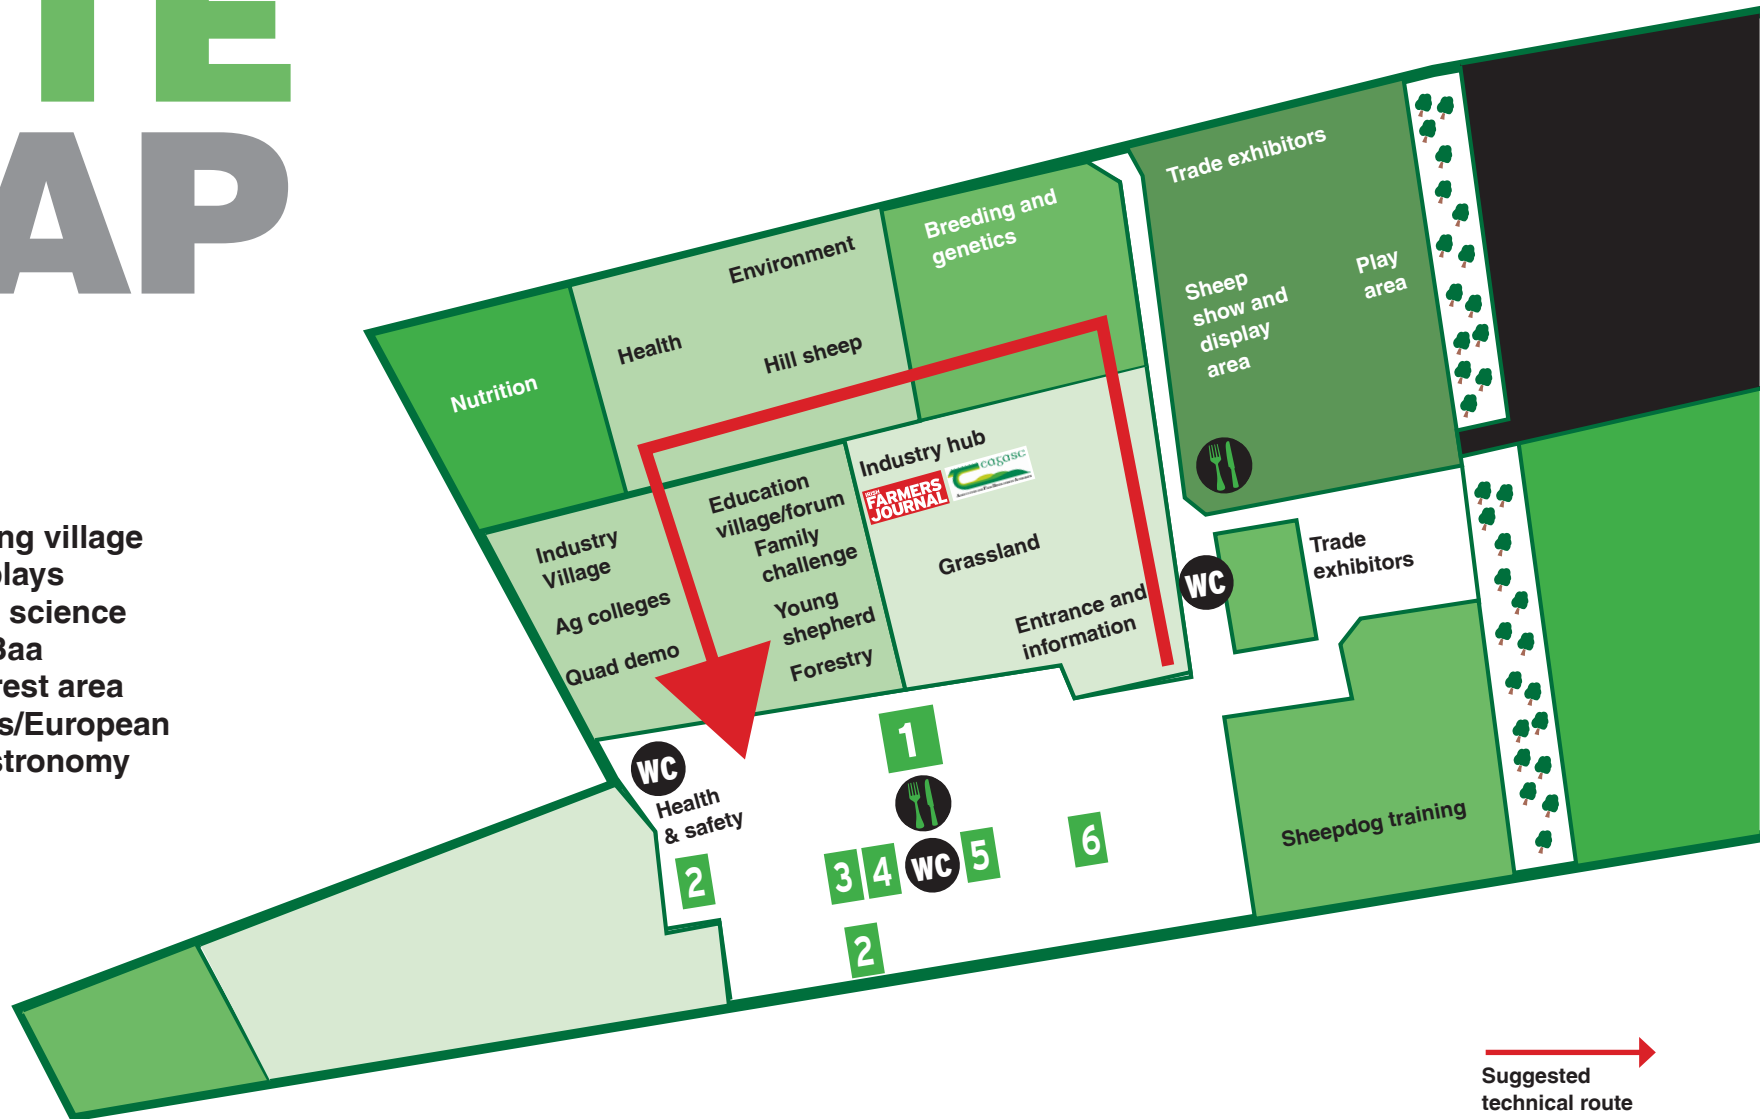 TE
AP
ng village
plays
science
Baa
rest area
s/European
stronomy
Nutrition
Health
Environment
Hill sheep
Breeding and
genetics
Trade exhibitors
Sheep
show and
display
area
Play
area
Industry
Village
Ag colleges
Quad demo
Education
village/forum
Family
challenge
Young
shepherd
Forestry
Industry hub
IRISH
FARMERS
JOURNAL
teagasc
Grassland
Entrance and
information
WC
Trade
exhibitors
Sheepdog training
WC
Health
& safety
1
2
3
4
WC
5
6
2
Suggested
technical route